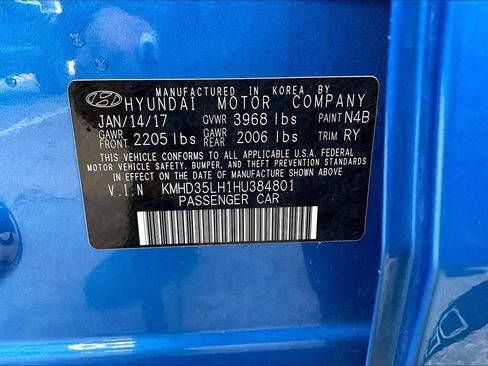 MANUFACTURED IN KOREA BY
HYUNDAI MOTOR COMPANY
JAN/14/17 GVWR 3968 lbs PAINT N4B
GAWR FRONT 2205 lbs GAWR REAR 2006 lbs TRIM RY
THIS VEHICLE CONFORMS TO ALL APPLICABLE U.S.A. FEDERAL
MOTOR VEHICLE SAFETY, BUMPER, AND THEFT PREVENTION STANDARDS
IN EFFECT ON THE DATE OF MANUFACTURE SHOWN ABOVE.
V.I.N KMHD35LH1HU384801
PASSENGER CAR